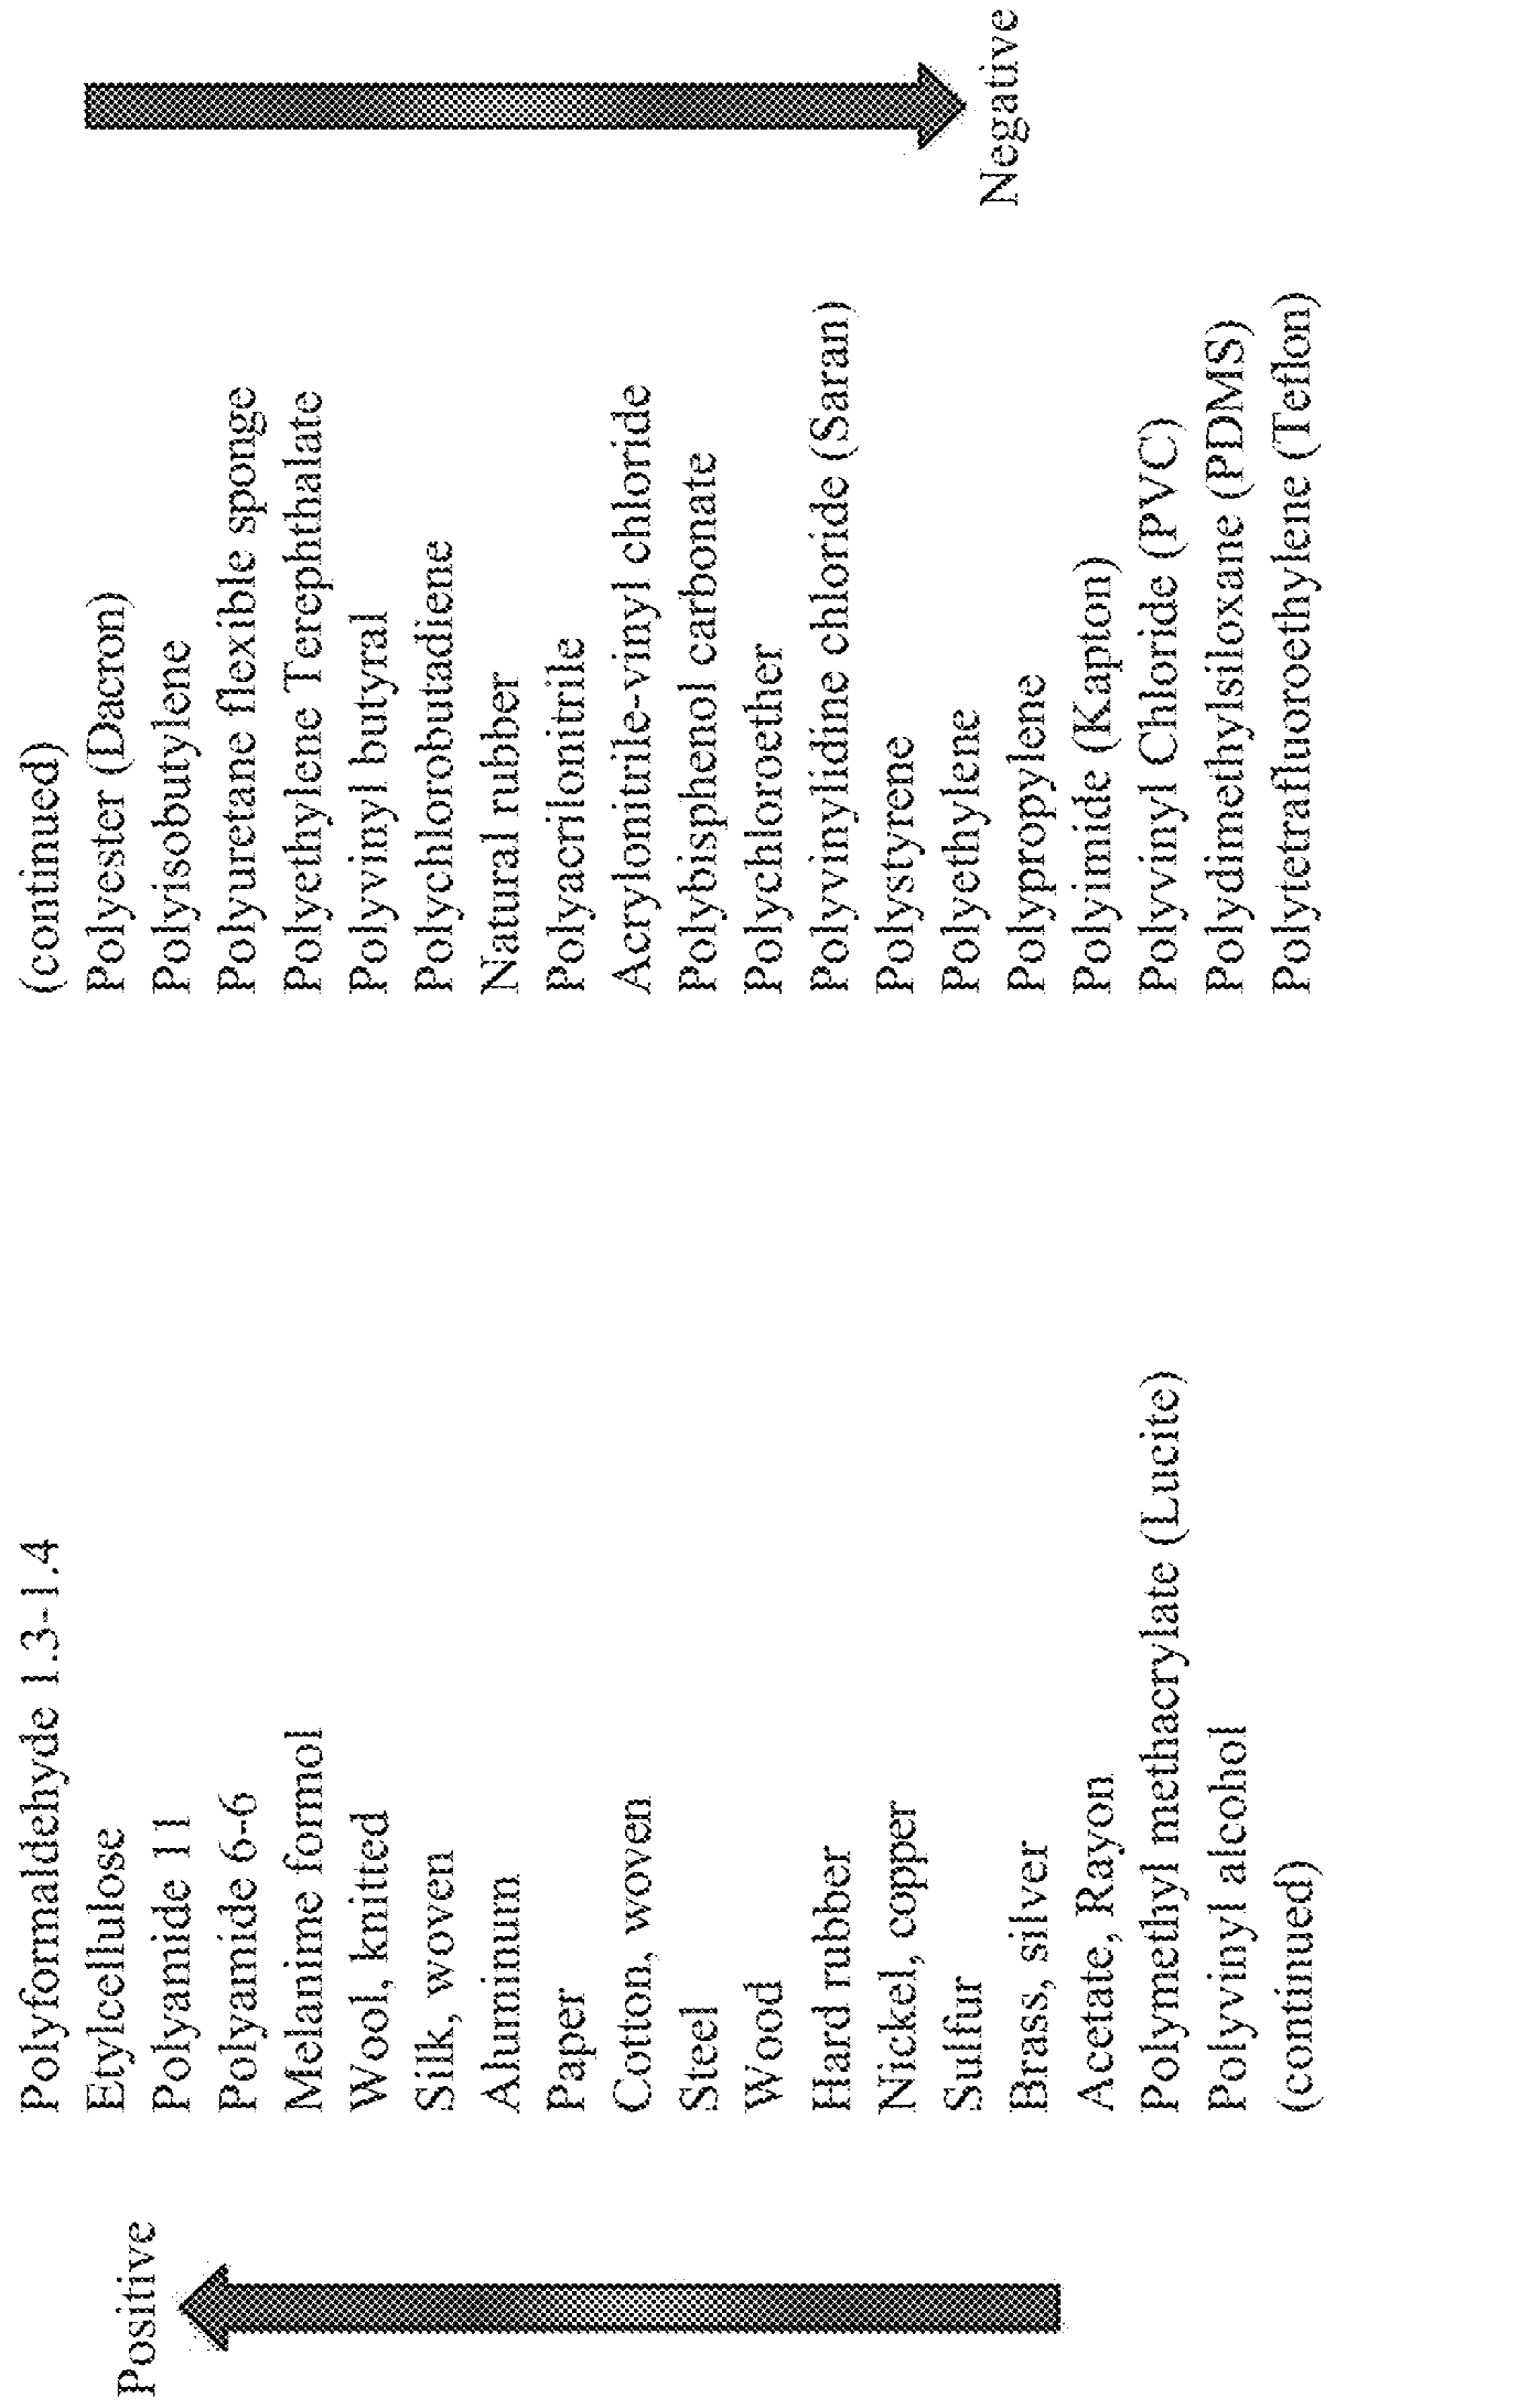 Positive
Polyformaldehyde 1.3-1.4
Etylcellulose
Polyamide 11
Polyamide 6-6
Melanime formol
Wool, knitted
Silk, woven
Aluminum
Paper
Cotton, woven
Steel
Wood
Hard rubber
Nickel, copper
Sulfur
Brass, silver
Acetate, Rayon
Polymethyl methacrylate (Lucite)
Polyvinyl alcohol
(continued)
(continued)
Polyester (Dacron)
Polyisobutylene
Polyuretane flexible sponge
Polyethylene Terephthalate
Polyvinyl butyral
Polychlorobutadiene
Natural rubber
Polyacrilonitrile
Acrylonitrile-vinyl chloride
Polybisphenol carbonate
Polychloroether
Polyvinylidine chloride (Saran)
Polystyrene
Polyethylene
Polypropylene
Polyimide (Kapton)
Polyvinyl Chloride (PVC)
Polydimethylsiloxane (PDMS)
Polytetrafluoroethylene (Teflon)
Negative